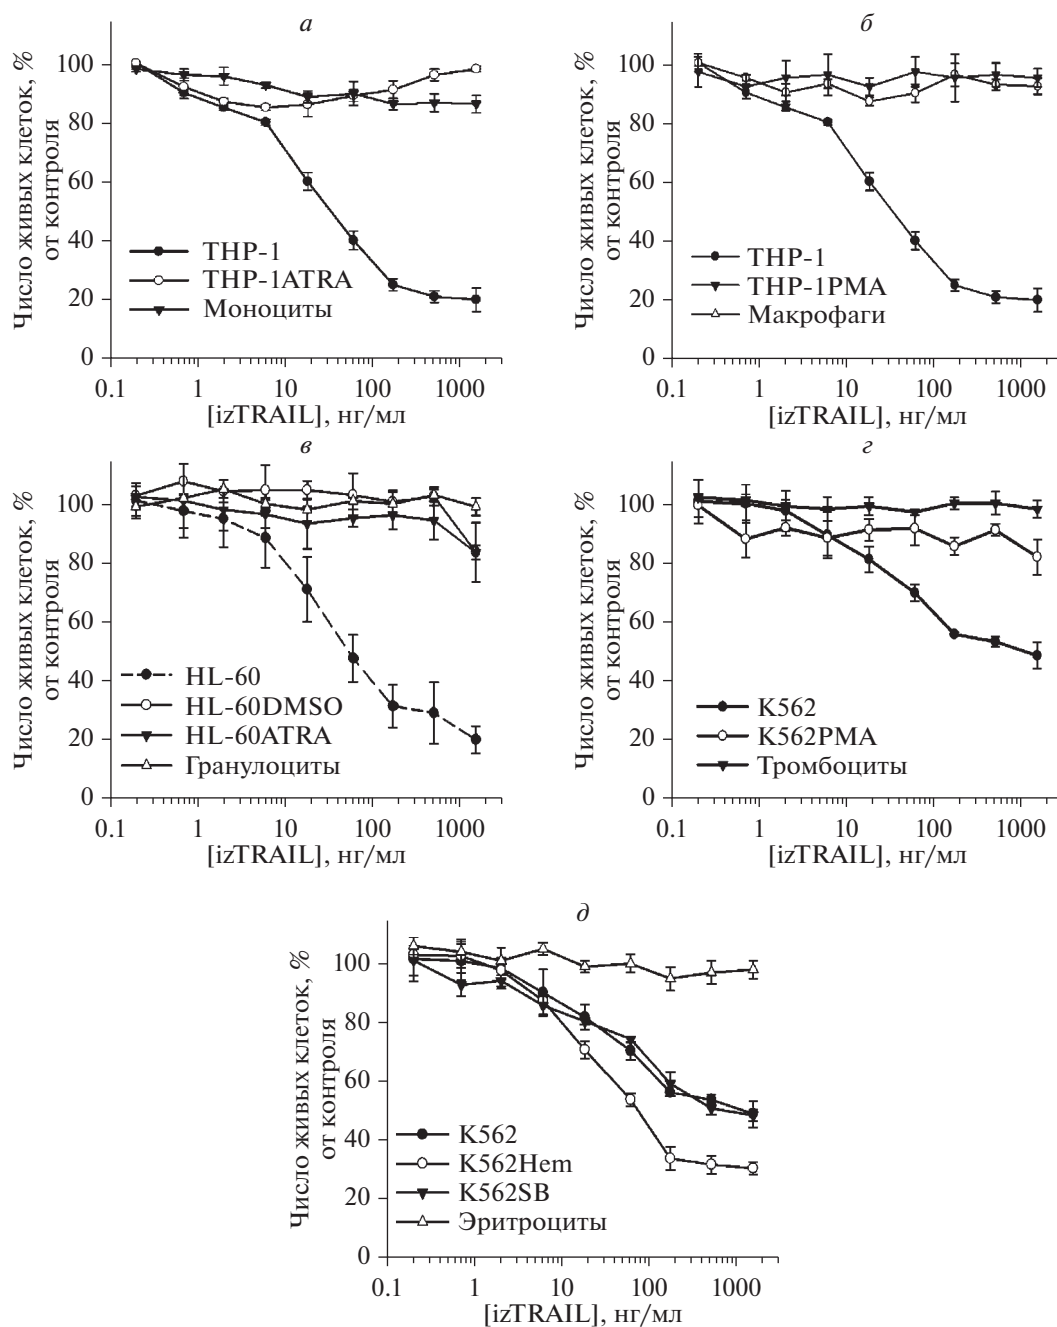 а
Число живых клеток, %
от контроля
100
80
60
40
20
0
THP-1
THP-1ATRA
Моноциты
0.1 1 10 100 1000
[izTRAIL], нг/мл
б
Число живых клеток, %
от контроля
100
80
60
40
20
0
THP-1
THP-1PMA
Макрофаги
0.1 1 10 100 1000
[izTRAIL], нг/мл
в
Число живых клеток, %
от контроля
100
80
60
40
20
0
HL-60
HL-60DMSO
HL-60ATRA
Гранулоциты
0.1 1 10 100 1000
[izTRAIL], нг/мл
г
Число живых клеток, %
от контроля
100
80
60
40
20
0
K562
K562PMA
Тромбоциты
0.1 1 10 100 1000
[izTRAIL], нг/мл
д
Число живых клеток, %
от контроля
100
80
60
40
20
0
K562
K562Hem
K562SB
Эритроциты
0.1 1 10 100 1000
[izTRAIL], нг/мл